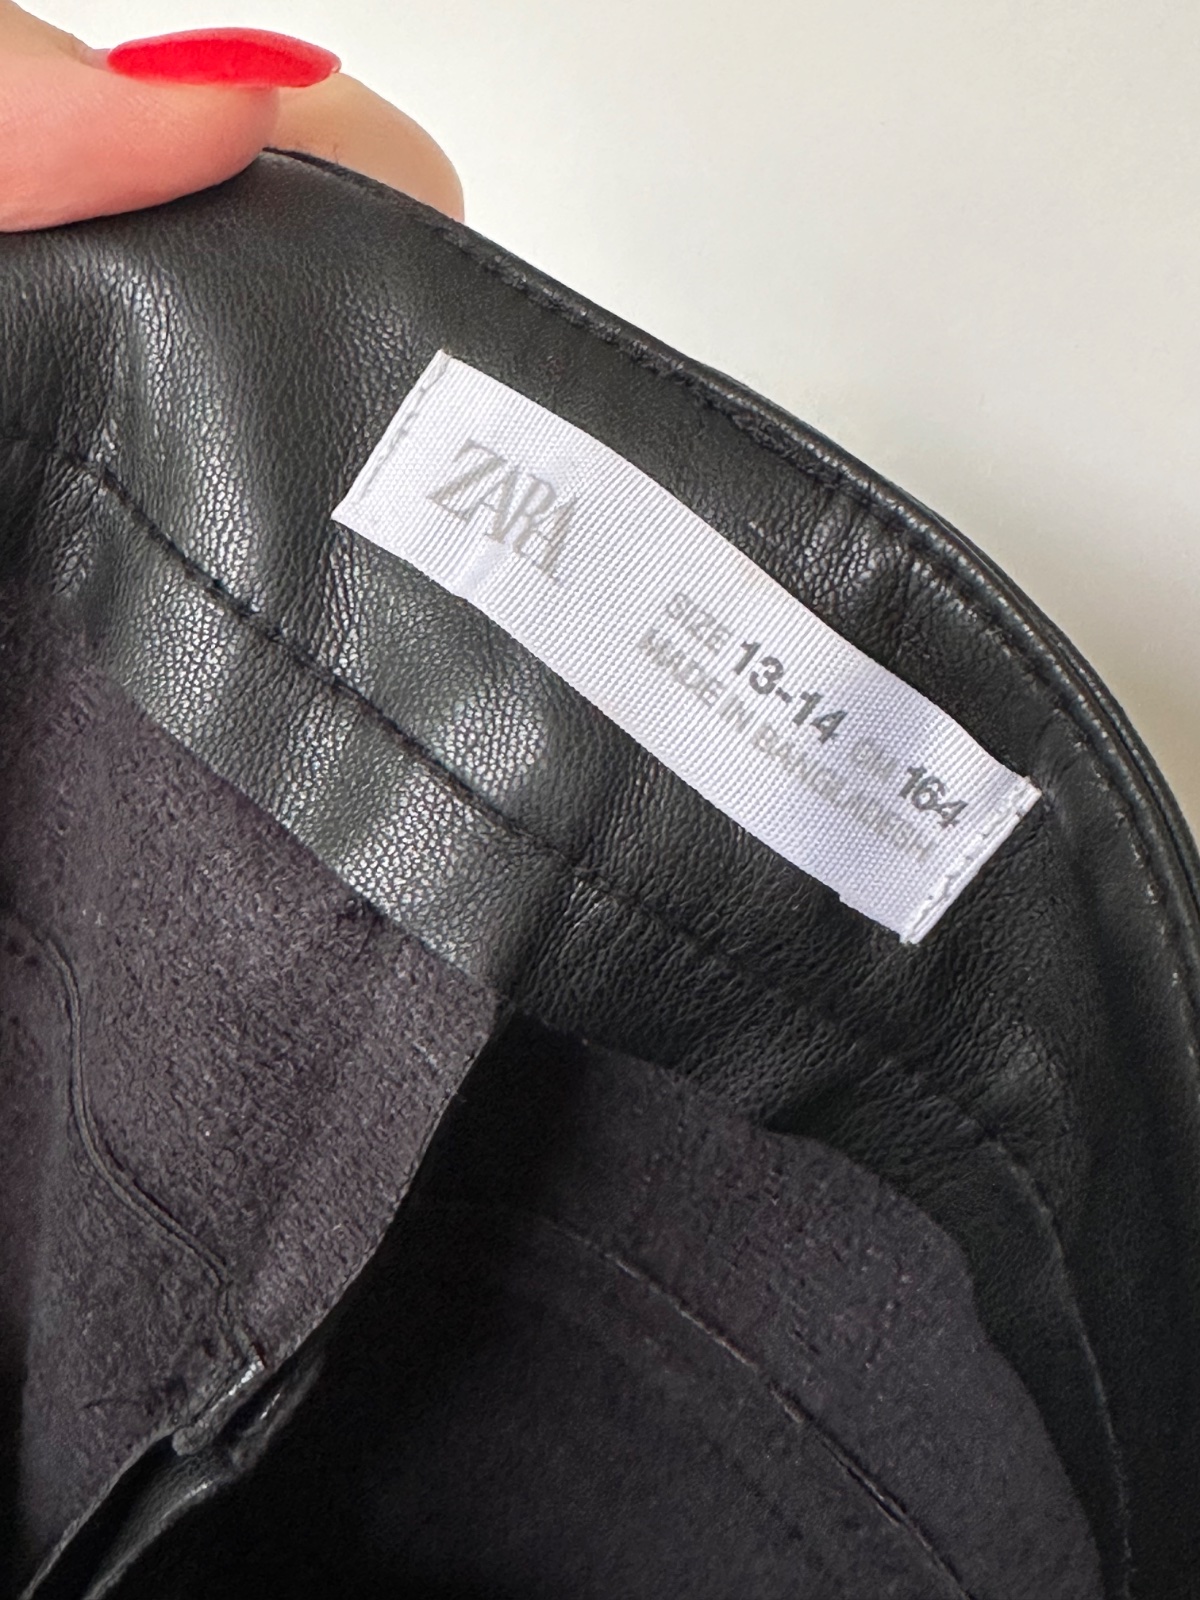 ZARA
SIZE 13-14 CM 164
MADE IN BANGLADESH